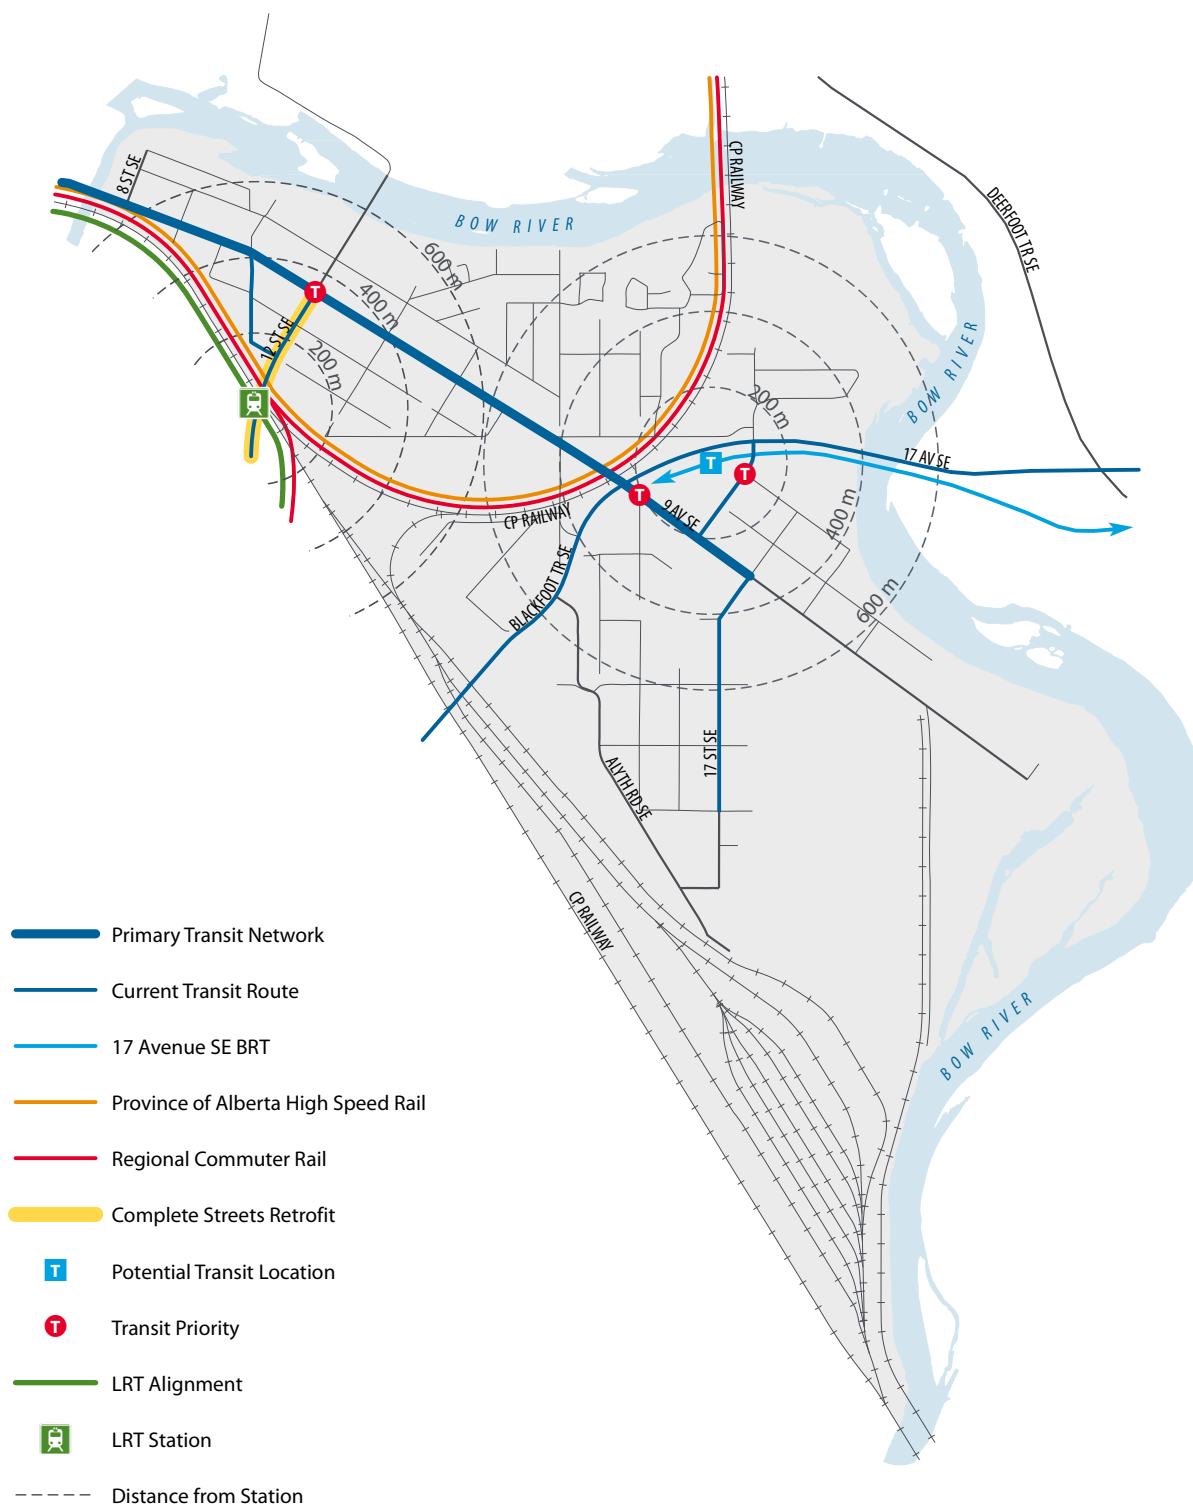 8 ST SE
CP RAILWAY
DEERFOOT TR SE
BOW RIVER
600 m
400 m
12 ST SE
200 m
BOW RIVER
200 m
17 AV SE
T
T
T
T
9 AV SE
CP RAILWAY
400 m
BLACKFOOT TR SE
600 m
17 ST SE
ALYTH RD SE
CP RAILWAY
BOW RIVER
Primary Transit Network
Current Transit Route
17 Avenue SE BRT
Province of Alberta High Speed Rail
Regional Commuter Rail
Complete Streets Retrofit
T Potential Transit Location
T Transit Priority
LRT Alignment
LRT Station
Distance from Station